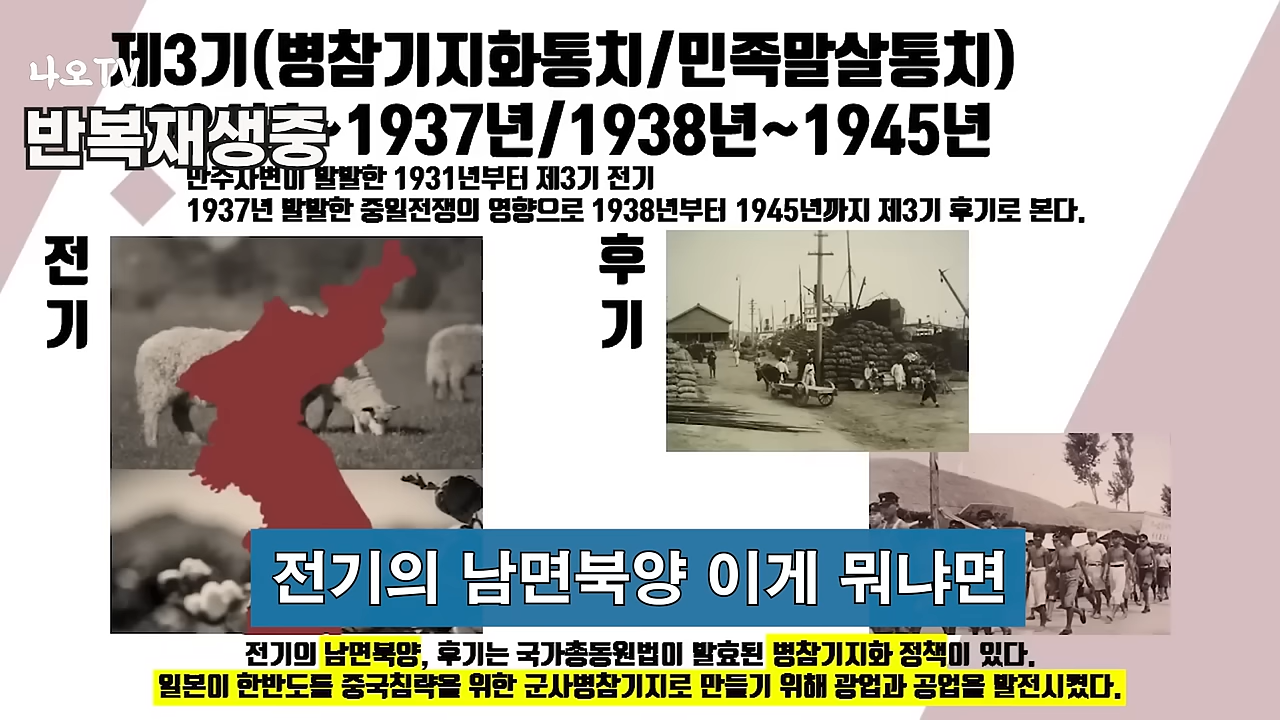 제3기(병참기지화통치/민족말살통치)
나오TV
반복재생중
~1937년/1938년~1945년
만주사변이 발발한 1931년부터 제3기 전기
1937년 발발한 중일전쟁의 영향으로 1938년부터 1945년까지 제3기 후기로 본다.
전기
후기
전기의 남면북양 이게 뭐냐면
전기의 남면북양, 후기는 국가총동원법이 발효된 병참기지화 정책이 있다.
일본이 한반도를 중국침략을 위한 군사병참기지로 만들기 위해 광업과 공업을 발전시켰다.